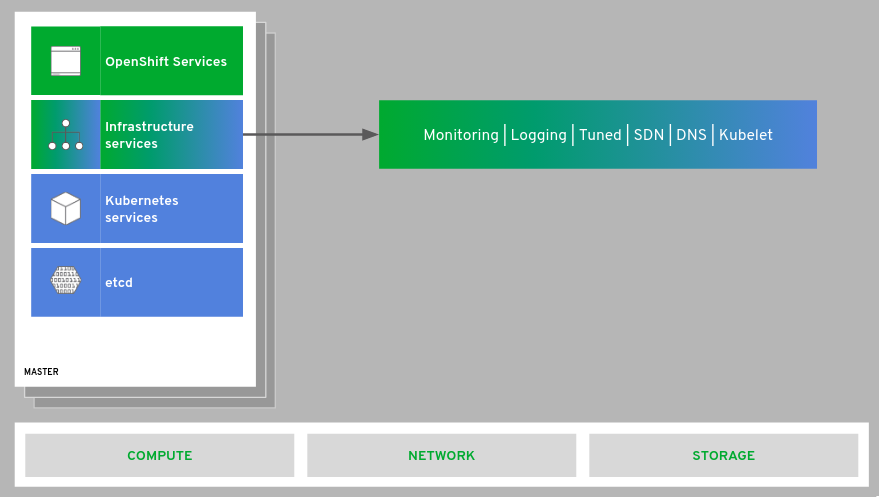 OpenShift Services
Infrastructure
services
Monitoring | Logging | Tuned | SDN | DNS | Kubelet
Kubernetes
services
etcd
MASTER
COMPUTE
NETWORK
STORAGE